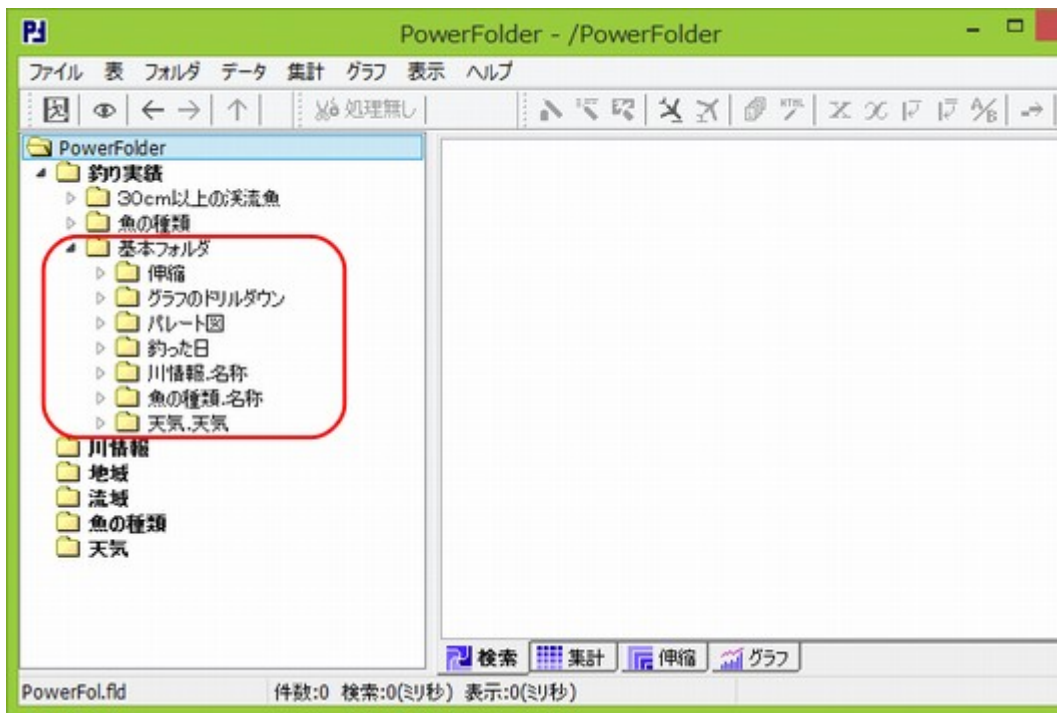 PowerFolder - /PowerFolder
ファイル 表 フォルダ データ 集計 グラフ 表示 ヘルプ
処理無し
PowerFolder
釣り実績
30cm以上の渓流魚
魚の種類
基本フォルダ
伸縮
グラフのドリルダウン
パレート図
釣った日
川情報.名称
魚の種類.名称
天気.天気
川情報
地域
流域
魚の種類
天気
検索 集計 伸縮 グラフ
PowerFol.fld 件数:0 検索:0(ミリ秒) 表示:0(ミリ秒)